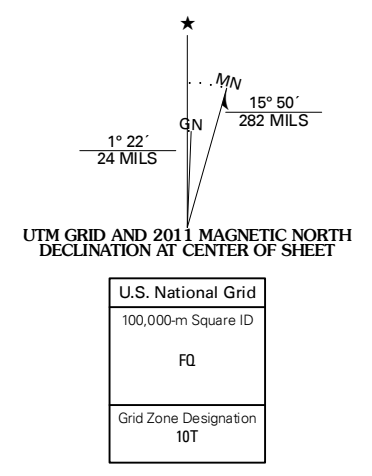 ★
MN
GN
15° 50´
282 MILS
1° 22´
24 MILS
UTM GRID AND 2011 MAGNETIC NORTH
DECLINATION AT CENTER OF SHEET
U.S. National Grid
100,000-m Square ID
FQ
Grid Zone Designation
10T